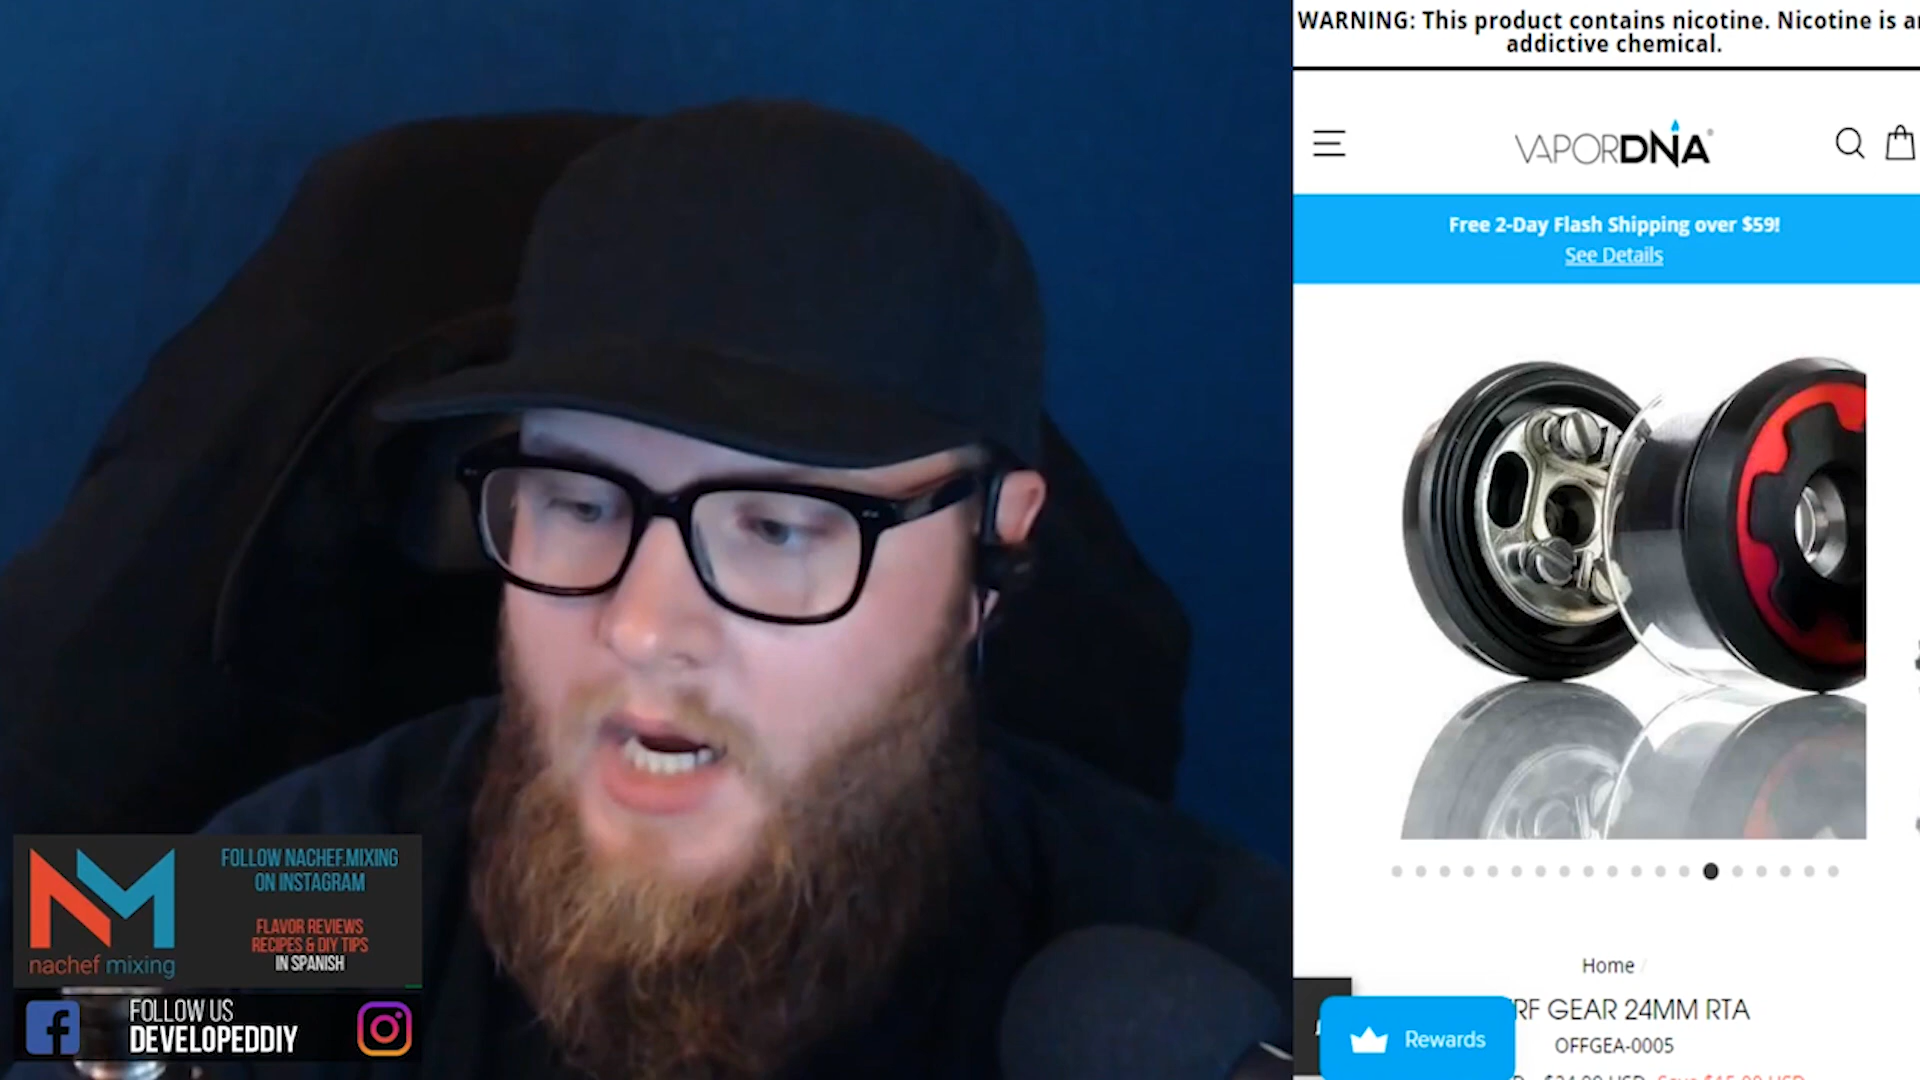 WARNING: This product contains nicotine. Nicotine is
addictive chemical.
VAPORDNA
Free 2-Day Flash Shipping over $59!
See Details
Home /
RF GEAR 24MM RTA
OFFGEA-0005
Rewards
NM
nachef mixing
FOLLOW NACHEF.MIXING
ON INSTAGRAM
FLAVOR REVIEWS
RECIPES & DIY TIPS
IN SPANISH
FOLLOW US
DEVELOPEDDIY